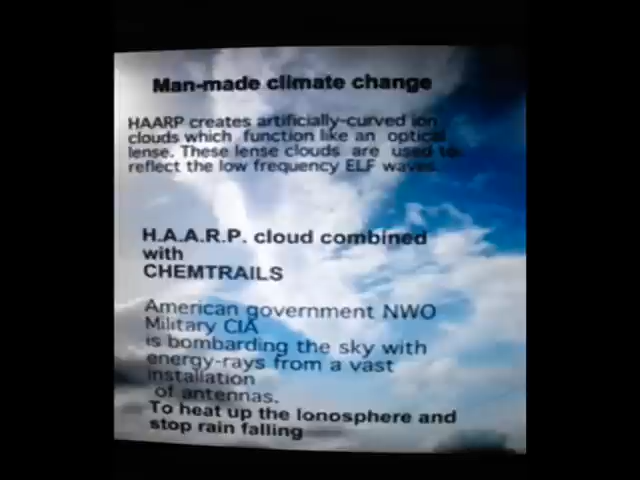 Man-made climate change
HAARP creates artificially-curved ion
clouds which function like an optical
lense. These lense clouds are used to
reflect the low frequency ELF waves.
H.A.A.R.P. cloud combined
with
CHEMTRAILS
American government NWO
Military CIA
is bombarding the sky with
energy-rays from a vast
installation
of antennas.
To heat up the Ionosphere and
stop rain falling